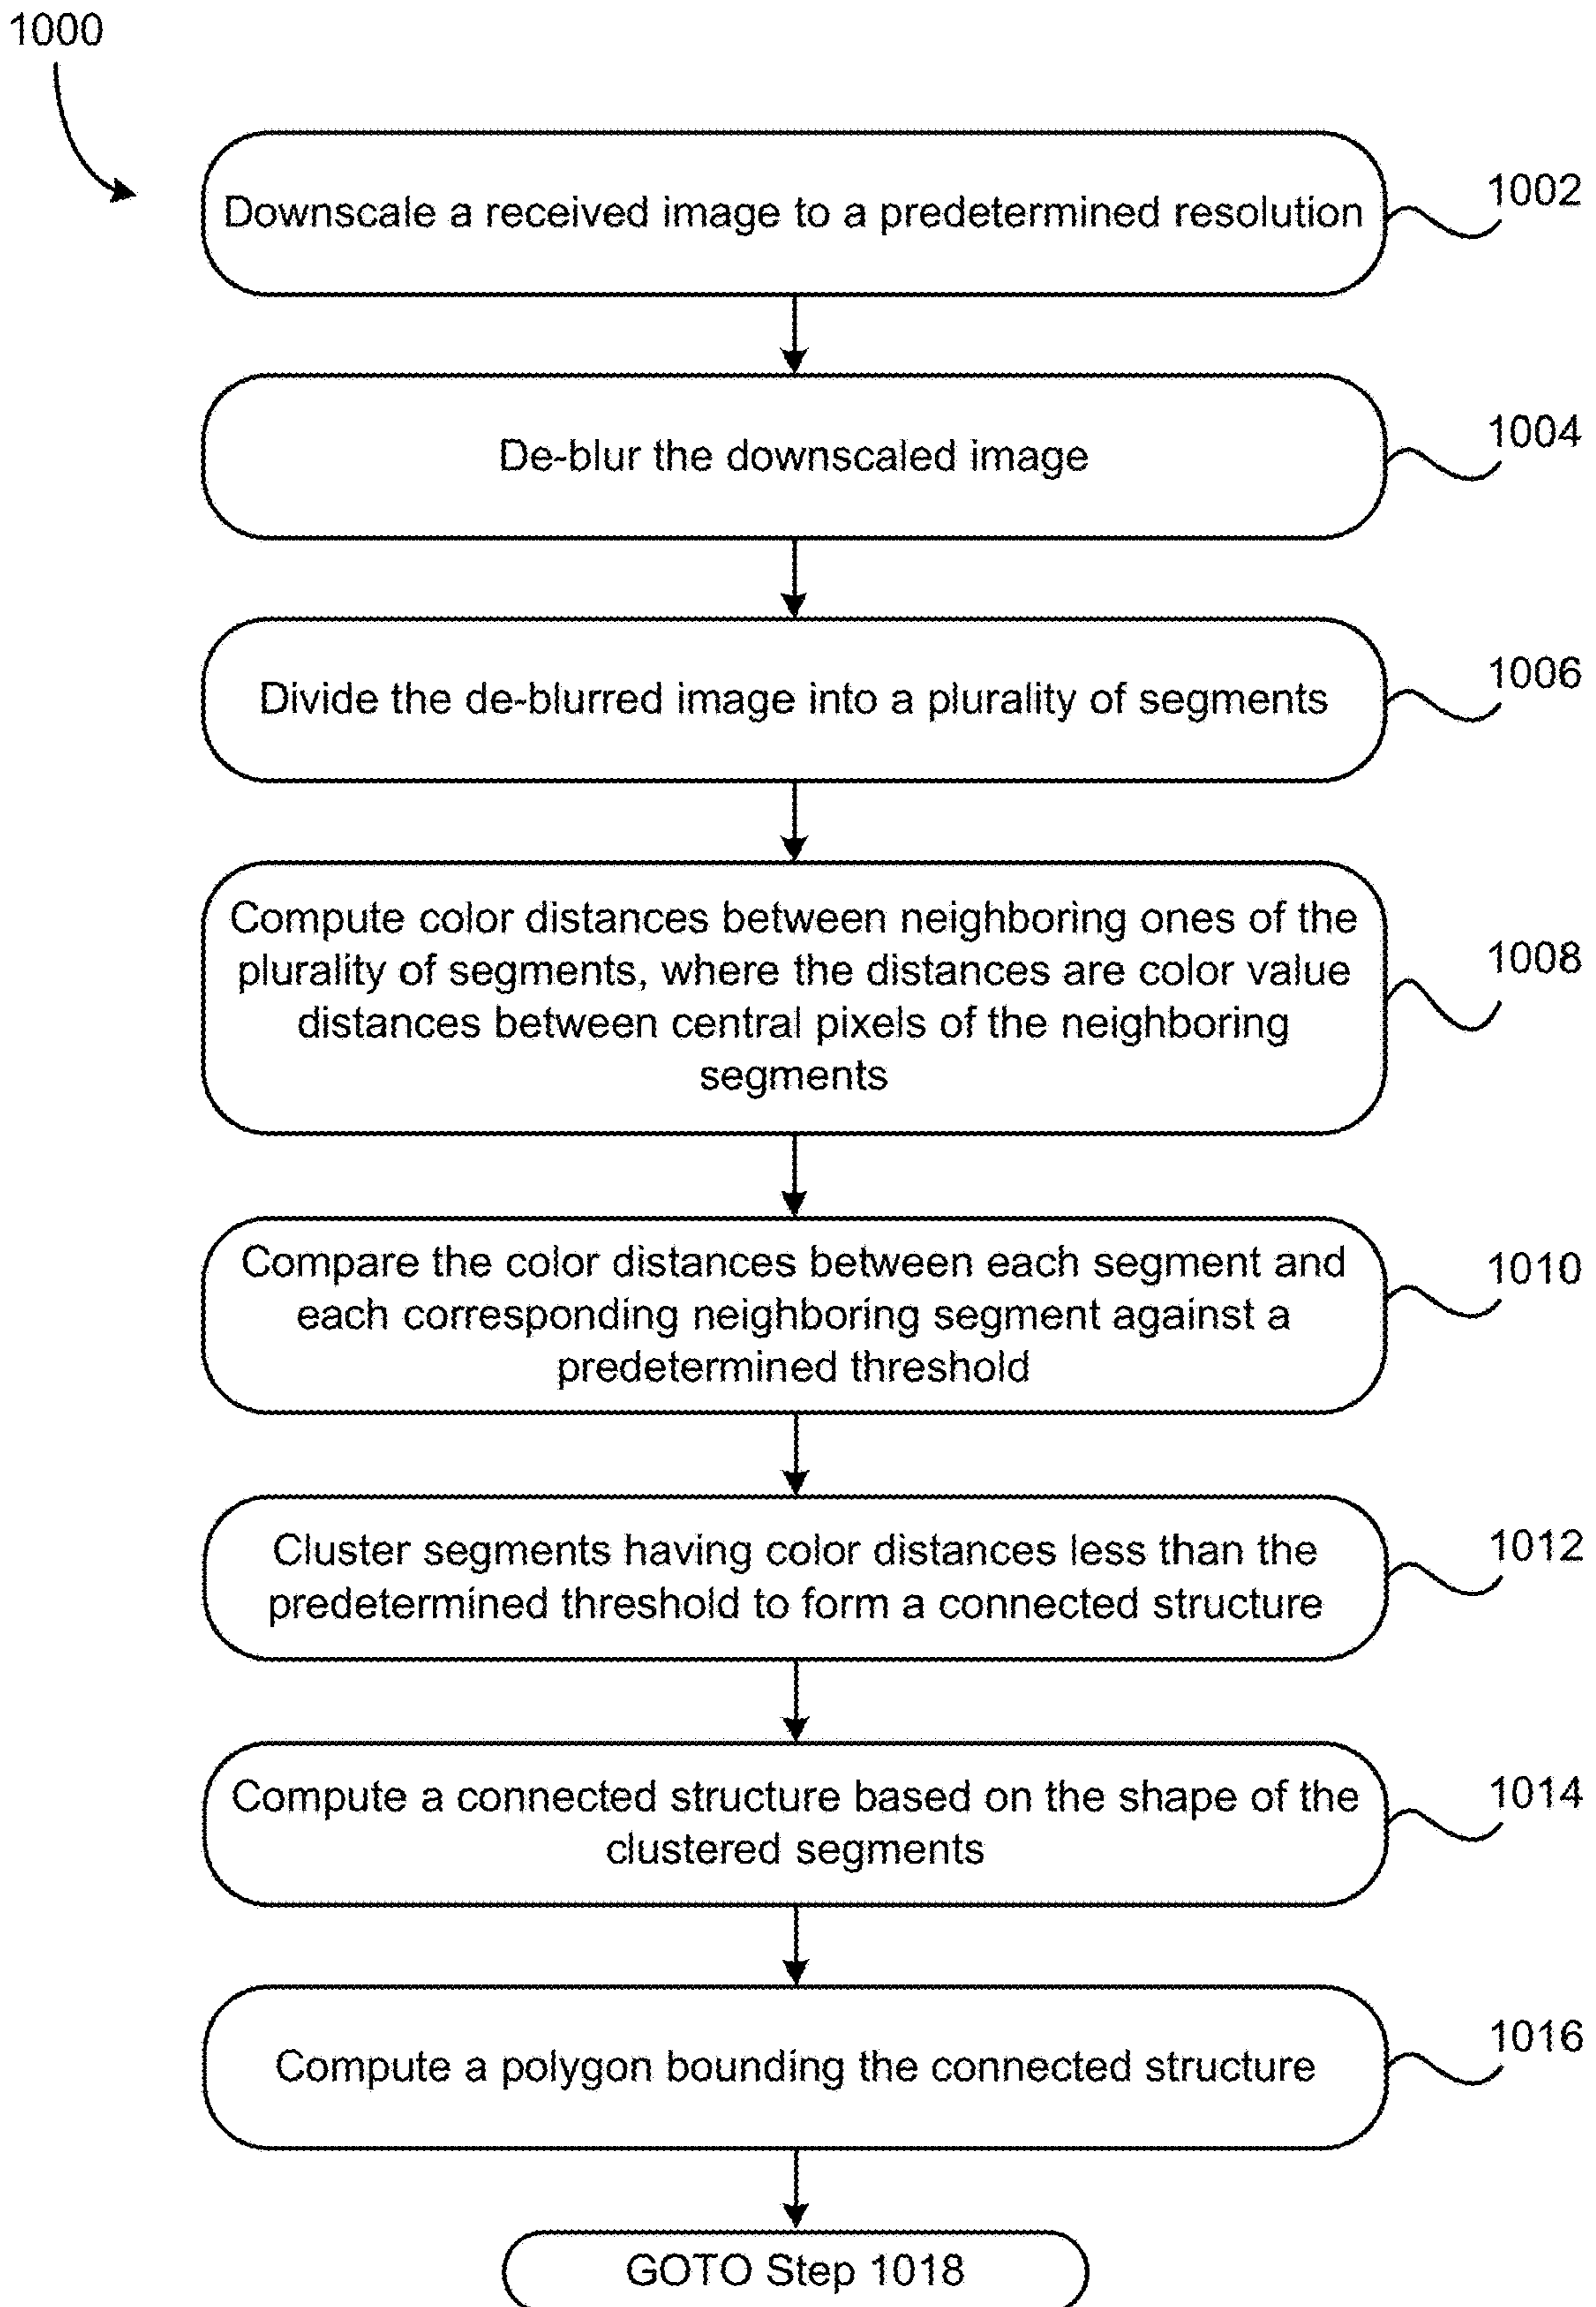 1000
Downscale a received image to a predetermined resolution
1002
De-blur the downscaled image
1004
Divide the de-blurred image into a plurality of segments
1006
Compute color distances between neighboring ones of the
plurality of segments, where the distances are color value
distances between central pixels of the neighboring
segments
1008
Compare the color distances between each segment and
each corresponding neighboring segment against a
predetermined threshold
1010
Cluster segments having color distances less than the
predetermined threshold to form a connected structure
1012
Compute a connected structure based on the shape of the
clustered segments
1014
Compute a polygon bounding the connected structure
1016
GOTO Step 1018